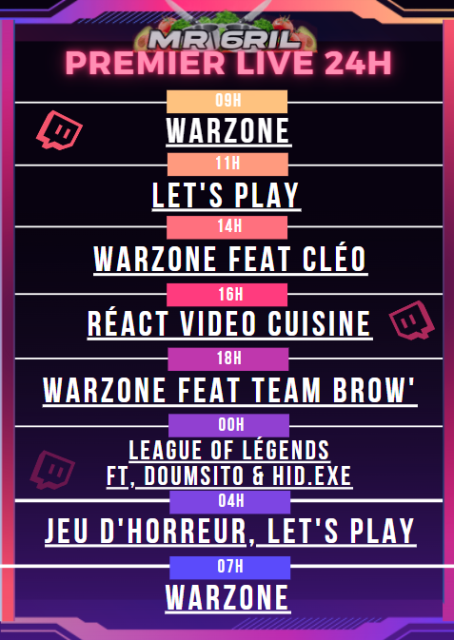 MR GRIL
PREMIER LIVE 24H
09H
WARZONE
11H
LET'S PLAY
14H
WARZONE FEAT CLÉO
16H
RÉACT VIDEO CUISINE
18H
WARZONE FEAT TEAM BROW'
00H
LEAGUE OF LÉGENDS
FT, DOUMSITO & HID.EXE
04H
JEU D'HORREUR, LET'S PLAY
07H
WARZONE